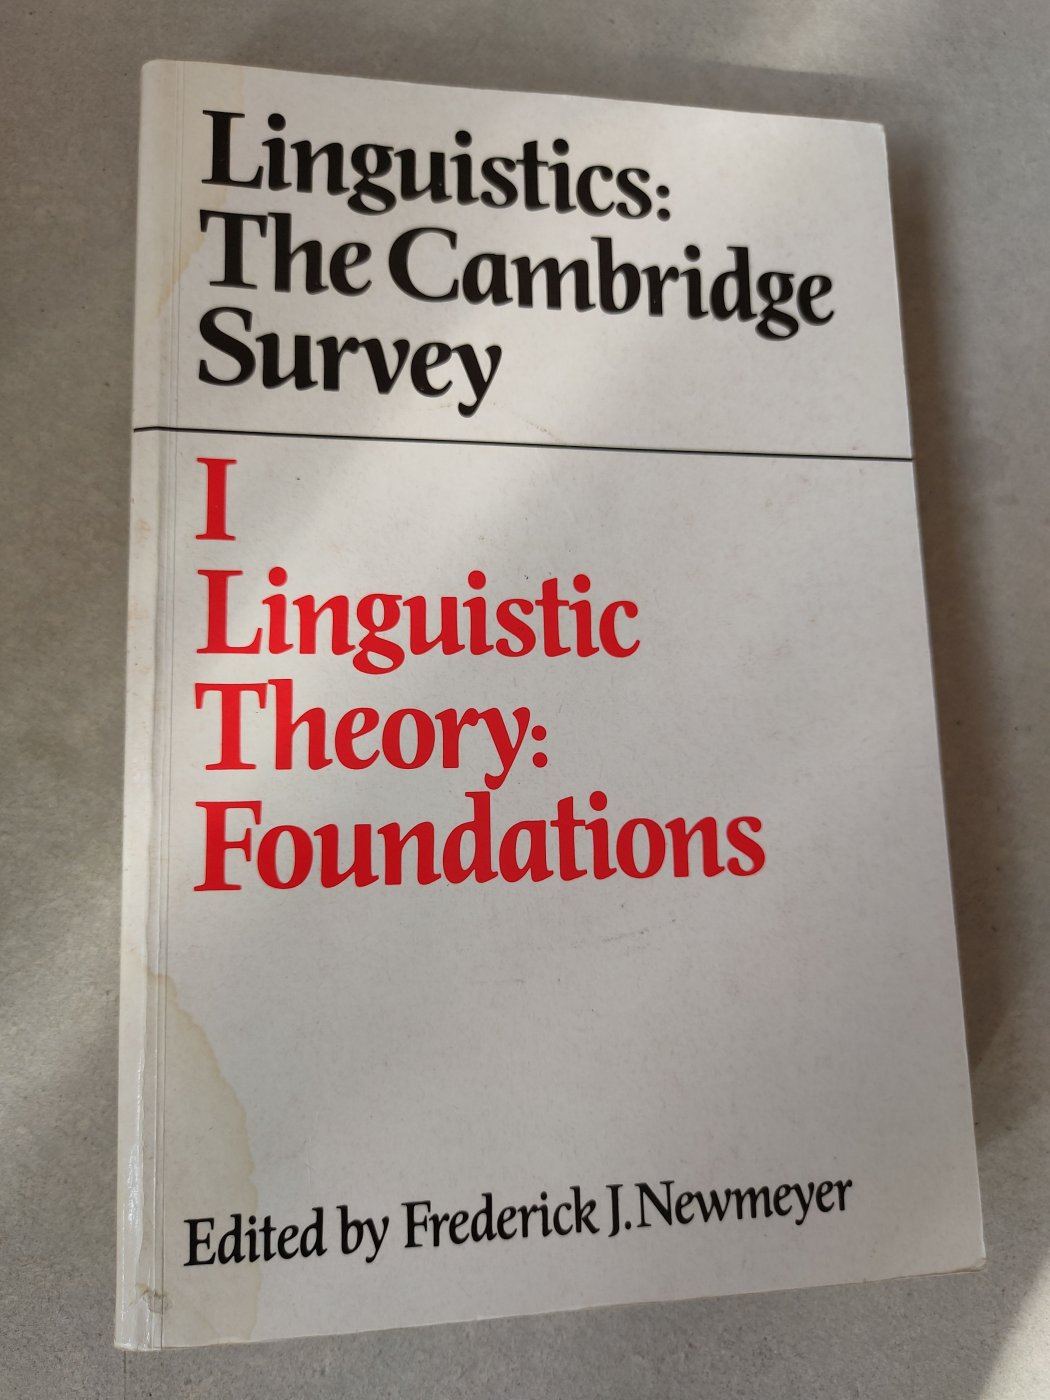 Linguistics:
The Cambridge
Survey
I
Linguistic
Theory:
Foundations
Edited by Frederick J. Newmeyer